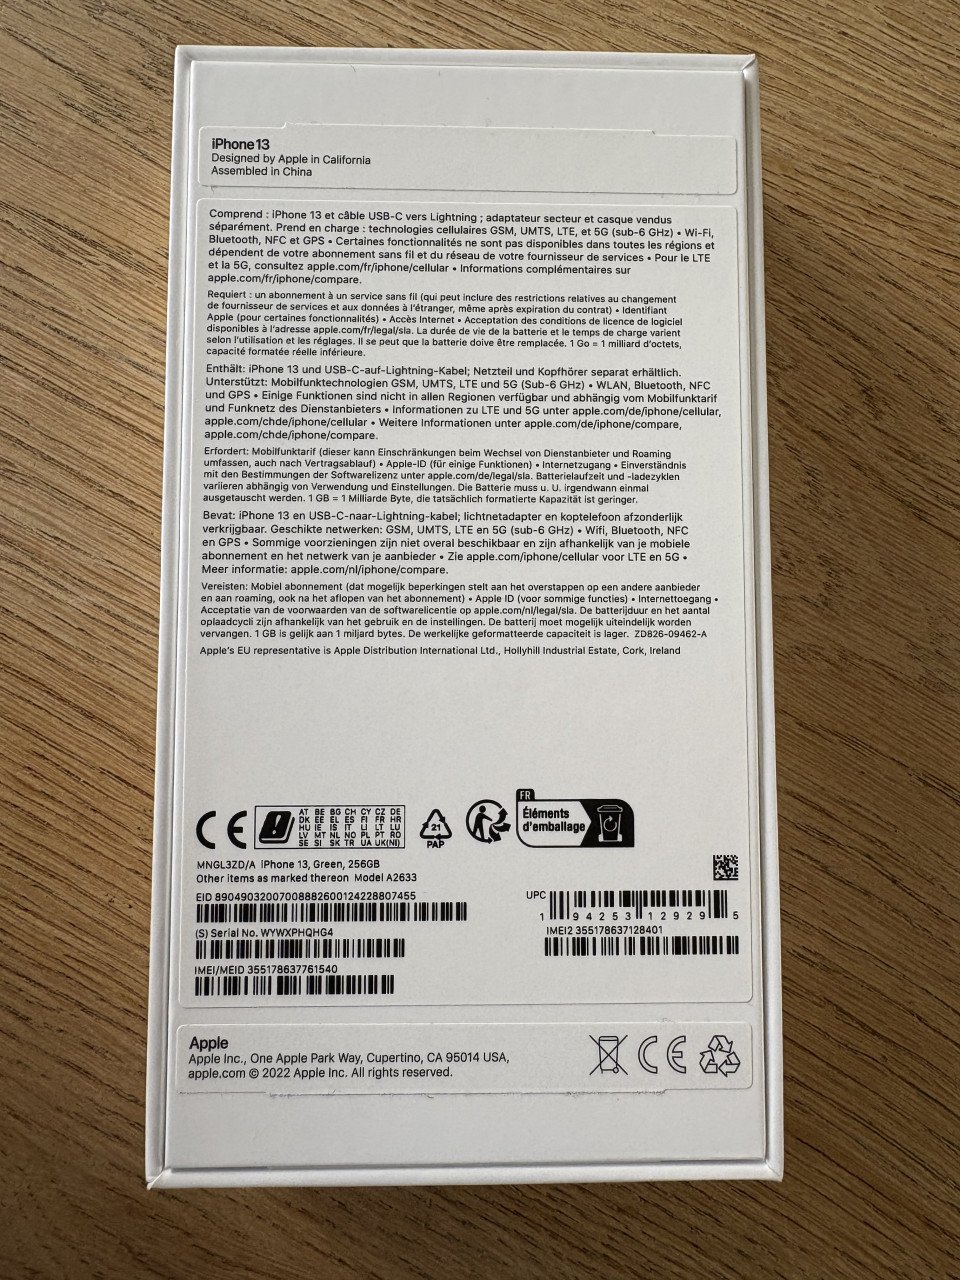 iPhone 13
Designed by Apple in California
Assembled in China
Comprend : iPhone 13 et câble USB-C vers Lightning ; adaptateur secteur et casque vendus
séparément. Prend en charge : technologies cellulaires GSM, UMTS, LTE, et 5G (sub-6 GHz) • Wi-Fi,
Bluetooth, NFC et GPS • Certaines fonctionnalités ne sont pas disponibles dans toutes les régions et
dépendent de votre abonnement sans fil et du réseau de votre fournisseur de services • Pour le LTE
et la 5G, consultez apple.com/fr/iphone/cellular • Informations complémentaires sur
apple.com/fr/iphone/compare.
Requiert : un abonnement à un service sans fil (qui peut inclure des restrictions relatives au changement
de fournisseur de services et aux données à l'étranger, même après expiration du contrat) • Identifiant
Apple (pour certaines fonctionnalités) • Accès Internet • Acceptation des conditions de licence de logiciel
disponibles à l'adresse apple.com/fr/legal/sla. La durée de vie de la batterie et le temps de charge varient
selon l'utilisation et les réglages. Il se peut que la batterie doive être remplacée. 1 Go = 1 milliard d'octets,
capacité formatée réelle inférieure.
Enthält: iPhone 13 und USB-C-auf-Lightning-Kabel; Netzteil und Kopfhörer separat erhältlich.
Unterstützt: Mobilfunktechnologien GSM, UMTS, LTE und 5G (Sub-6 GHz) • WLAN, Bluetooth, NFC
und GPS • Einige Funktionen sind nicht in allen Regionen verfügbar und abhängig vom Mobilfunktarif
und Funknetz des Dienstanbieters • Informationen zu LTE und 5G unter apple.com/de/iphone/cellular,
apple.com/chde/iphone/cellular • Weitere Informationen unter apple.com/de/iphone/compare,
apple.com/chde/iphone/compare.
Erfordert: Mobilfunktarif (dieser kann Einschränkungen beim Wechsel von Dienstanbieter und Roaming
umfassen, auch nach Vertragsablauf) • Apple-ID (für einige Funktionen) • Internetzugang • Einverständnis
mit den Bestimmungen der Softwarelizenz unter apple.com/de/legal/sla. Batterielaufzeit und -ladezyklen
variieren abhängig von Verwendung und Einstellungen. Die Batterie muss u. U. irgendwann einmal
ausgetauscht werden. 1 GB = 1 Milliarde Byte, die tatsächlich formatierte Kapazität ist geringer.
Bevat: iPhone 13 en USB-C-naar-Lightning-kabel; lichtnetadapter en koptelefoon afzonderlijk
verkrijgbaar. Geschikte netwerken: GSM, UMTS, LTE en 5G (sub-6 GHz) • Wifi, Bluetooth, NFC
en GPS • Sommige voorzieningen zijn niet overal beschikbaar en zijn afhankelijk van je mobiele
abonnement en het netwerk van je aanbieder • Zie apple.com/iphone/cellular voor LTE en 5G •
Meer informatie: apple.com/nl/iphone/compare.
Vereisten: Mobiel abonnement (dat mogelijk beperkingen stelt aan het overstappen op een andere aanbieder
en aan roaming, ook na het aflopen van het abonnement) • Apple ID (voor sommige functies) • Internettoegang •
Acceptatie van de voorwaarden van de softwarelicentie op apple.com/nl/legal/sla. De batterijduur en het aantal
oplaadcycli zijn afhankelijk van het gebruik en de instellingen. De batterij moet mogelijk uiteindelijk worden
vervangen. 1 GB is gelijk aan 1 miljard bytes. De werkelijke geformatteerde capaciteit is lager. ZD826-09462-A
Apple's EU representative is Apple Distribution International Ltd., Hollyhill Industrial Estate, Cork, Ireland
CE
AT BE BG CH CY CZ DE
DK EE EL ES FI FR HR
HU IE IS IT LI LT LU
LV MT NL NO PL PT RO
SE SI SK TR UA UK(NI)
21
PAP
FR
Éléments
d'emballage
MNGL3ZD/A iPhone 13, Green, 256GB
Other items as marked thereon Model A2633
EID 89049032007008882600124228807455
UPC
1 94253 12929 5
(S) Serial No. WYWXPHQHG4
IMEI2 355178637128401
IMEI/MEID 355178637761540
Apple
Apple Inc., One Apple Park Way, Cupertino, CA 95014 USA,
apple.com © 2022 Apple Inc. All rights reserved.
CE